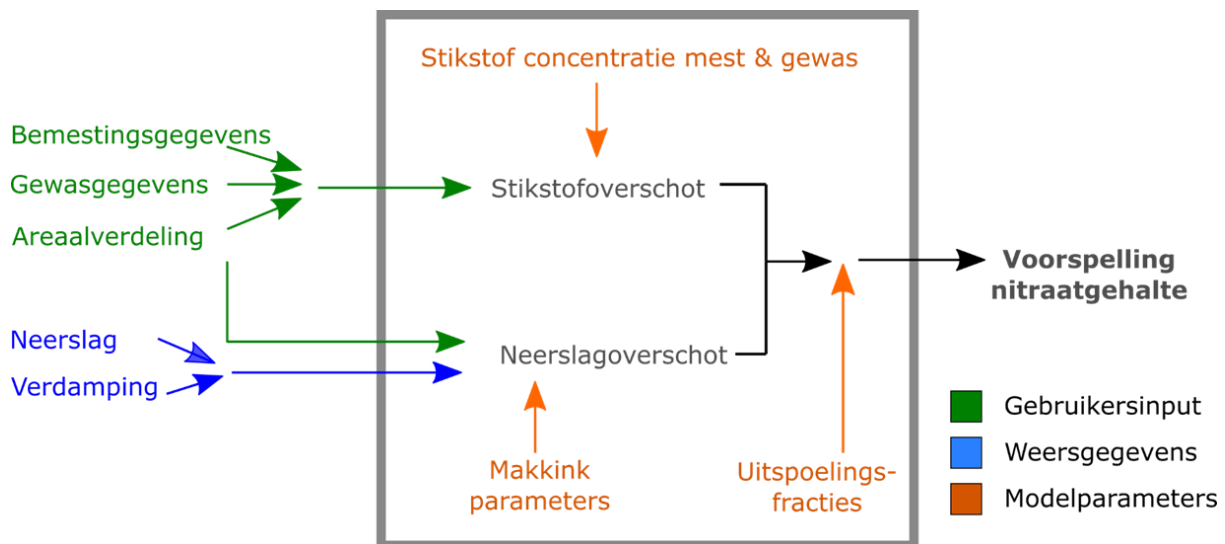 Stikstof concentratie mest & gewas
Bemestingsgegevens
Gewasgegevens
Areaalverdeling
Stikstofoverschot
Voorspelling
nitraatgehalte
Neerslag
Verdamping
Neerslagoverschot
Makkink
parameters
Uitspoelings-
fracties
Gebruikersinput
Weersgegevens
Modelparameters